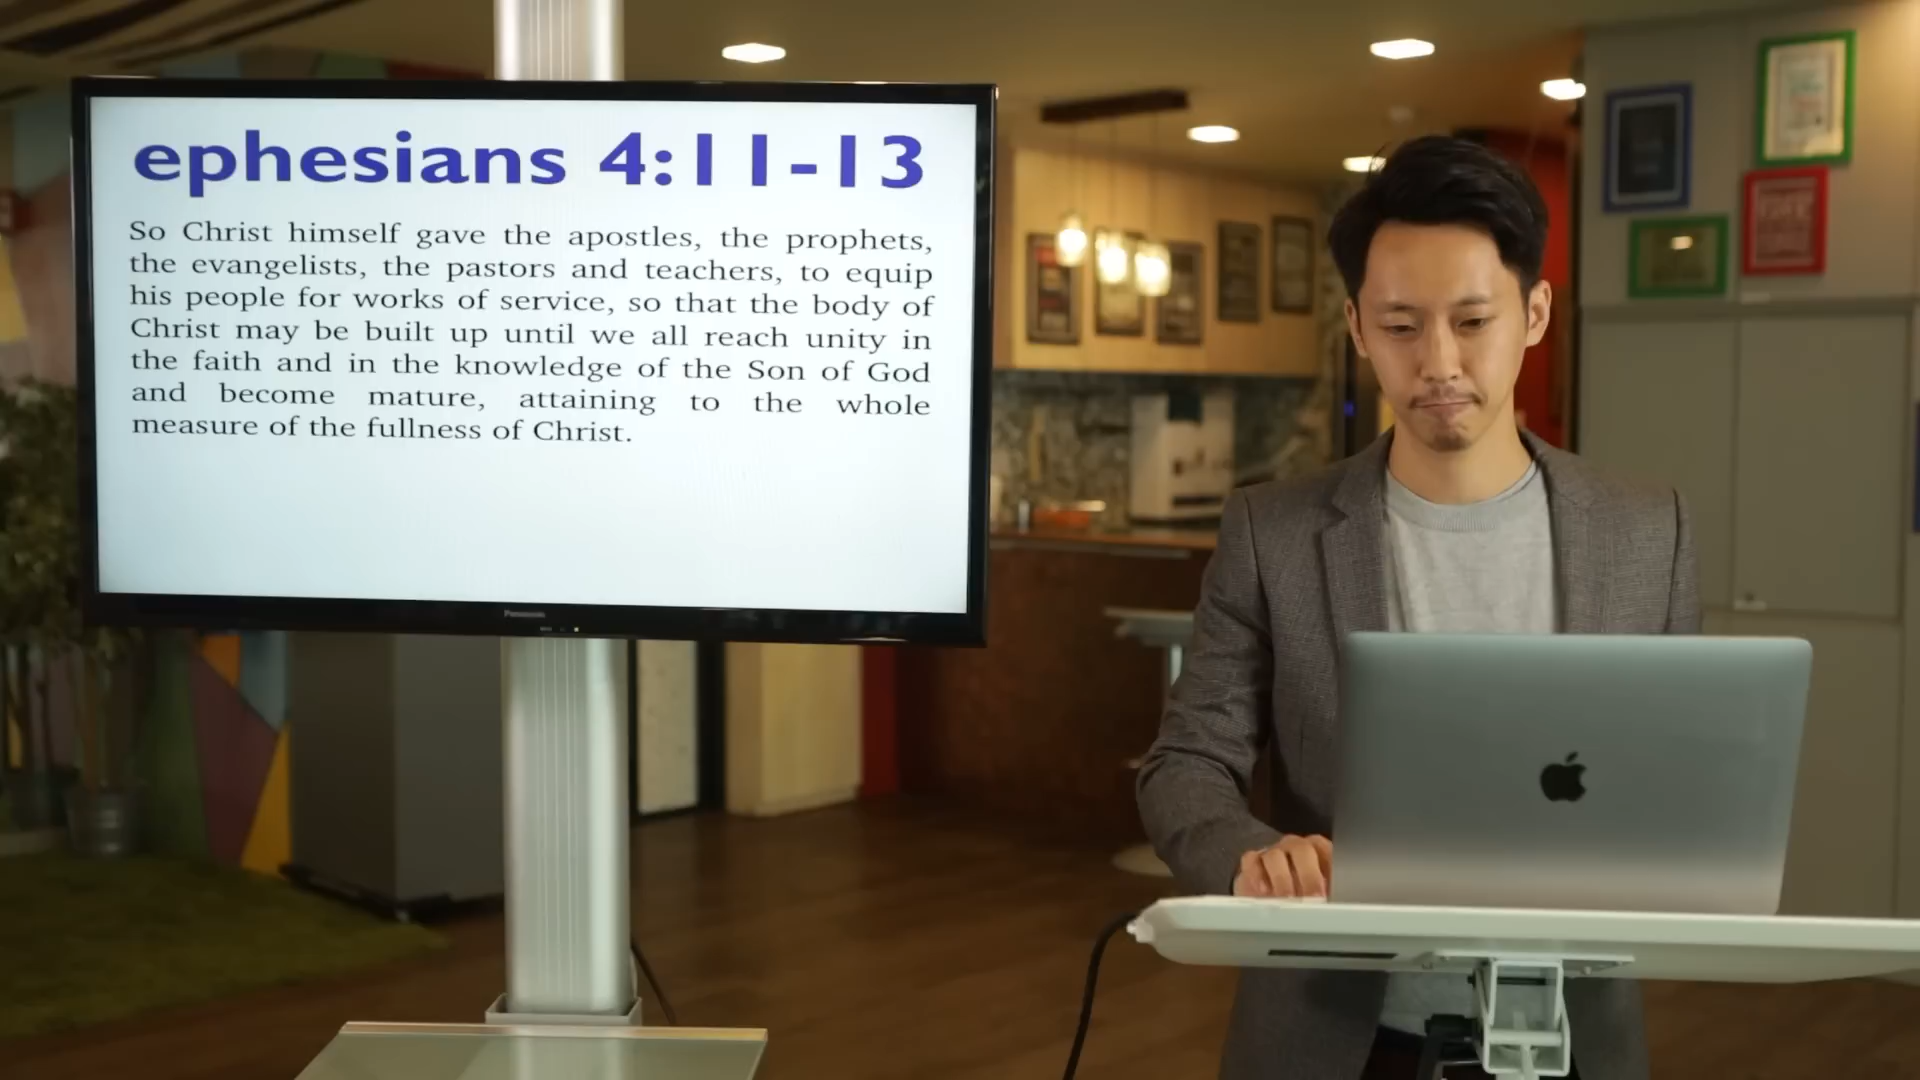 ephesians 4:11-13
So Christ himself gave the apostles, the prophets,
the evangelists, the pastors and teachers, to equip
his people for works of service, so that the body of
Christ may be built up until we all reach unity in
the faith and in the knowledge of the Son of God
and become mature, attaining to the whole
measure of the fullness of Christ.
Panasonic